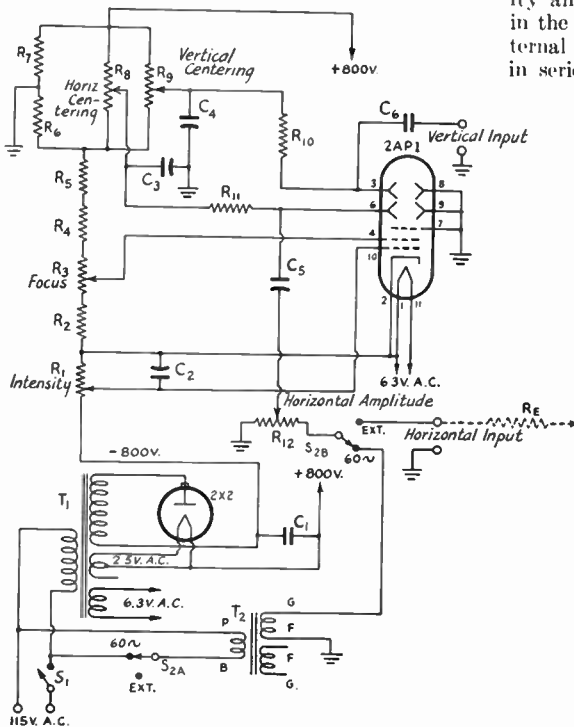 ity an
in the
ternal
in serie
+800V.
R7
R8
R9
Vertical
Centering
Horiz
Cen-
tering
R6
C4
R10
C6
Vertical Input
2AP1
C3
R5
R11
3
8
6
9
7
4
10
R4
R3
Focus
C5
2
1
11
R2
R1
Intensity
C2
6.3V. A.C.
Horizontal Amplitude
R12
S2B
EXT.
60~
Horizontal Input
RE
-800V.
+800V.
T1
2X2
C1
2.5V. A.C.
6.3V. A.C.
T2
P
G
F
60~
S2A
B
F
G
EXT.
S1
115V. A.C.